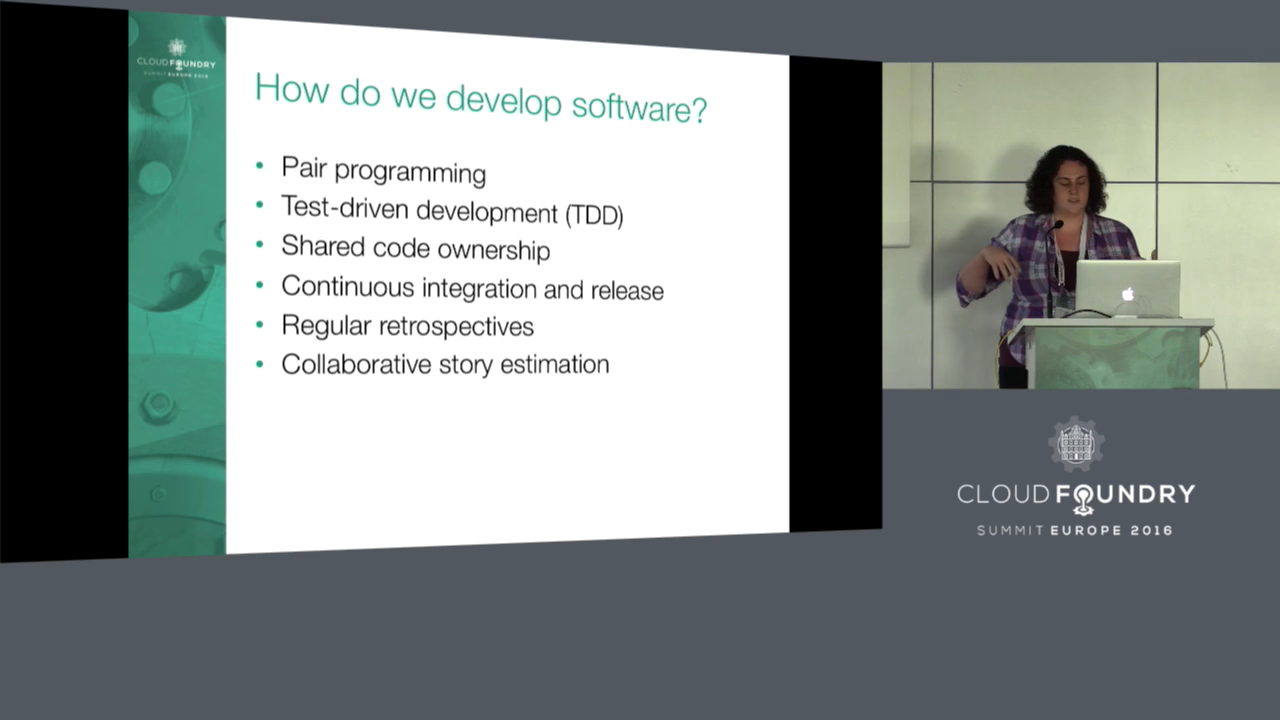 CLOUD FOUNDRY
SUMMIT EUROPE 2016
How do we develop software?
• Pair programming
• Test-driven development (TDD)
• Shared code ownership
• Continuous integration and release
• Regular retrospectives
• Collaborative story estimation
CLOUD FOUNDRY
SUMMIT EUROPE 2016